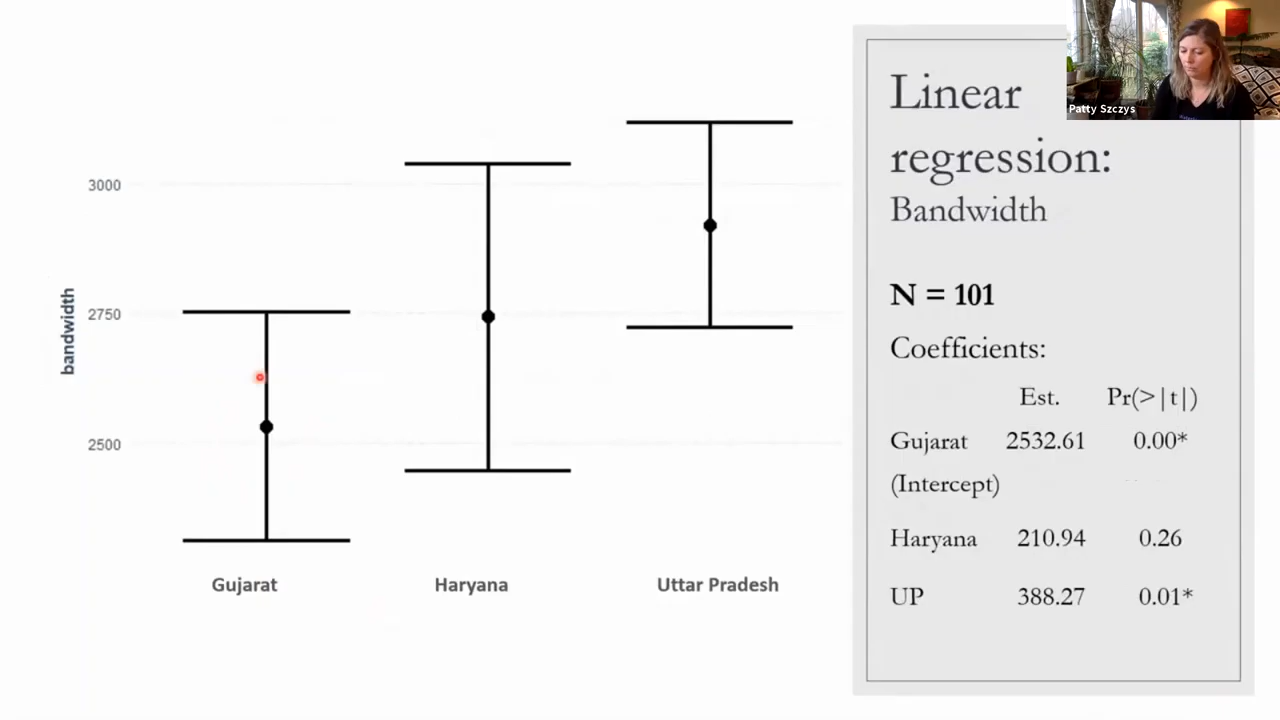 3000
2750
2500
bandwidth
Gujarat Haryana Uttar Pradesh
Linear
regression:
Bandwidth
N = 101
Coefficients:
Est. Pr(>|t|)
Gujarat 2532.61 0.00*
(Intercept)
Haryana 210.94 0.26
UP 388.27 0.01*
Patty Szczys